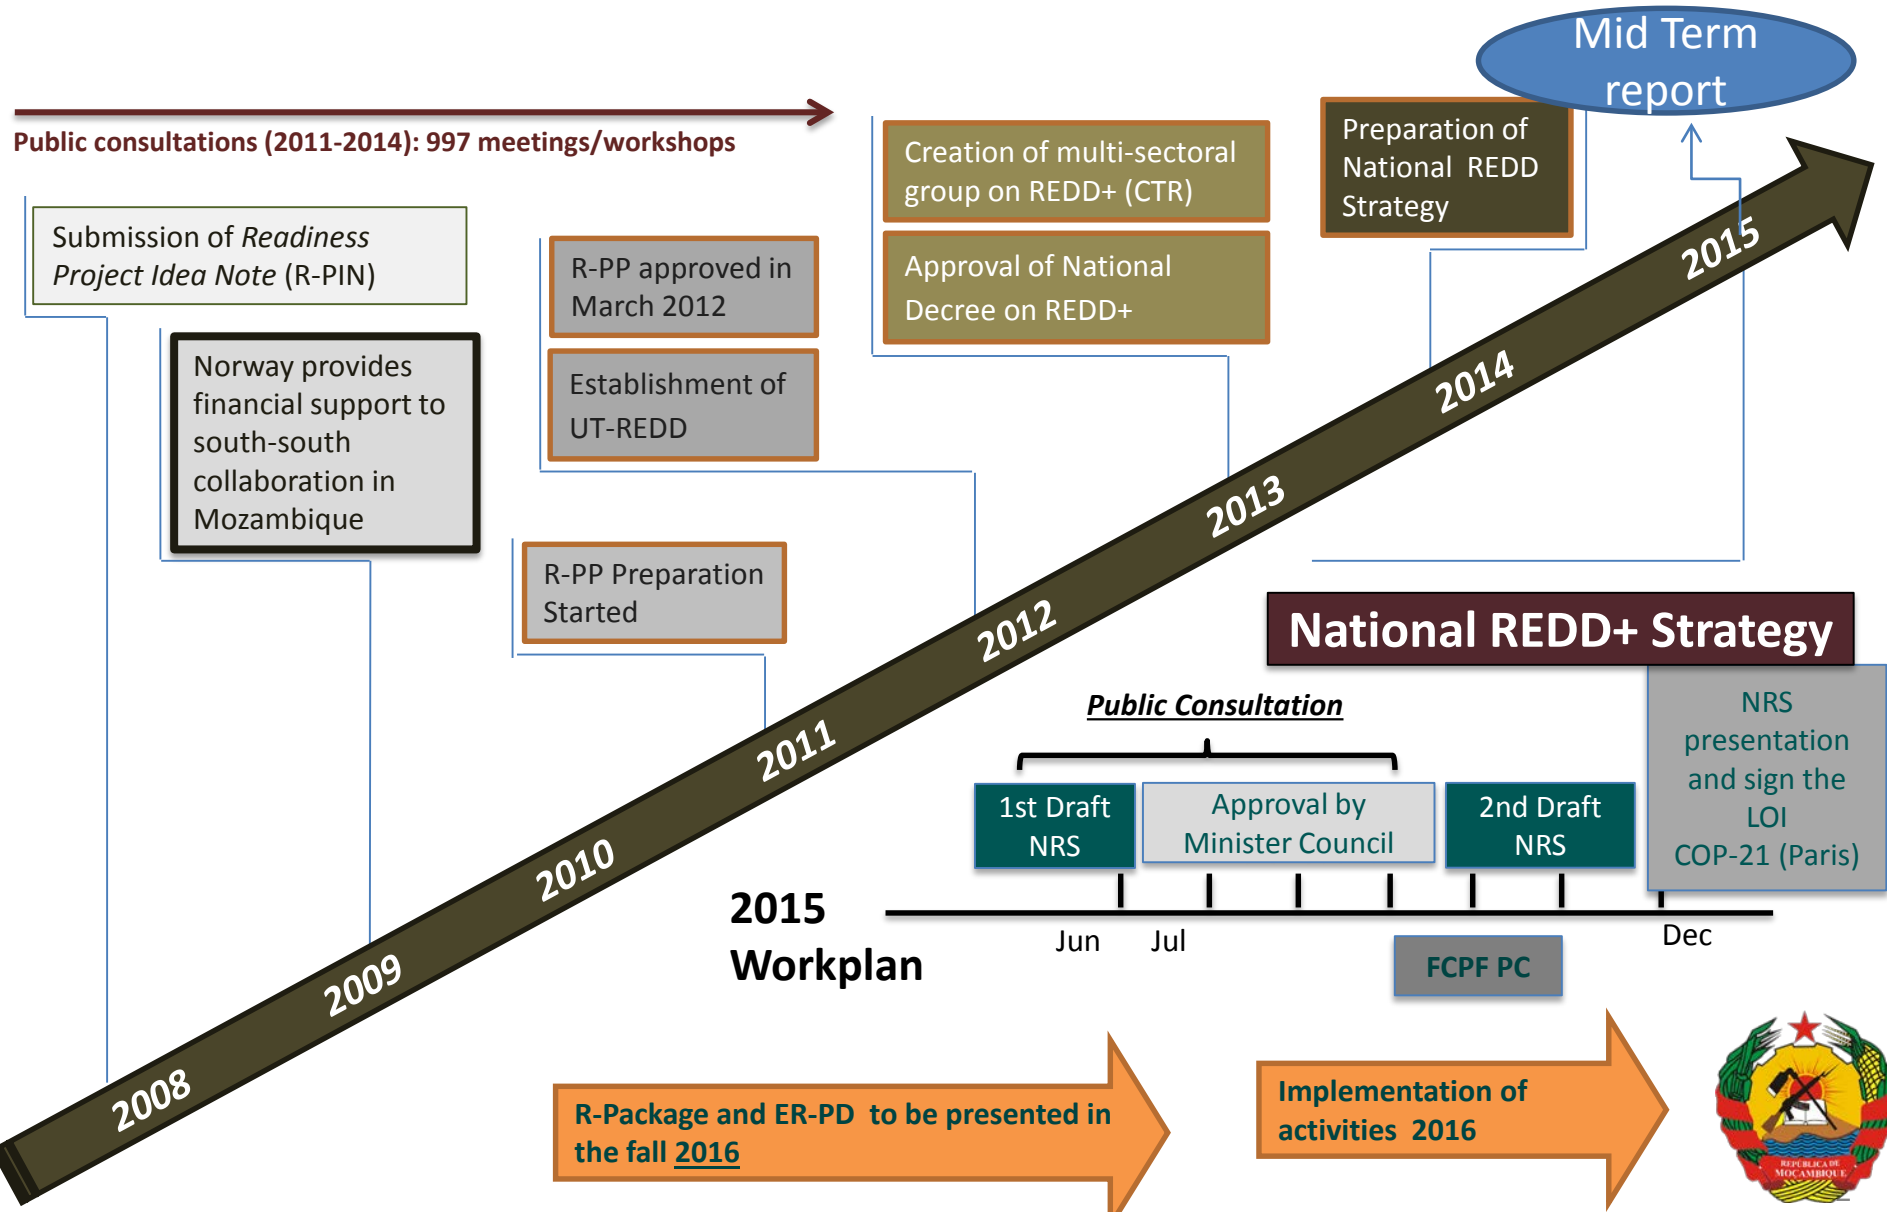 Mid Term
report
Public consultations (2011-2014): 997 meetings/workshops
Submission of Readiness
Project Idea Note (R-PIN)
Norway provides
financial support to
south-south
collaboration in
Mozambique
R-PP approved in
March 2012
Establishment of
UT-REDD
R-PP Preparation
Started
Creation of multi-sectoral
group on REDD+ (CTR)
Approval of National
Decree on REDD+
Preparation of
National REDD
Strategy
2015
2014
2013
2012
2011
2010
2009
2008
National REDD+ Strategy
Public Consultation
1st Draft
NRS
Approval by
Minister Council
2nd Draft
NRS
NRS
presentation
and sign the
LOI
COP-21 (Paris)
2015
Workplan
Jun
Jul
Dec
FCPF PC
R-Package and ER-PD to be presented in
the fall 2016
Implementation of
activities 2016
REPÚBLICA DE
MOÇAMBIQUE